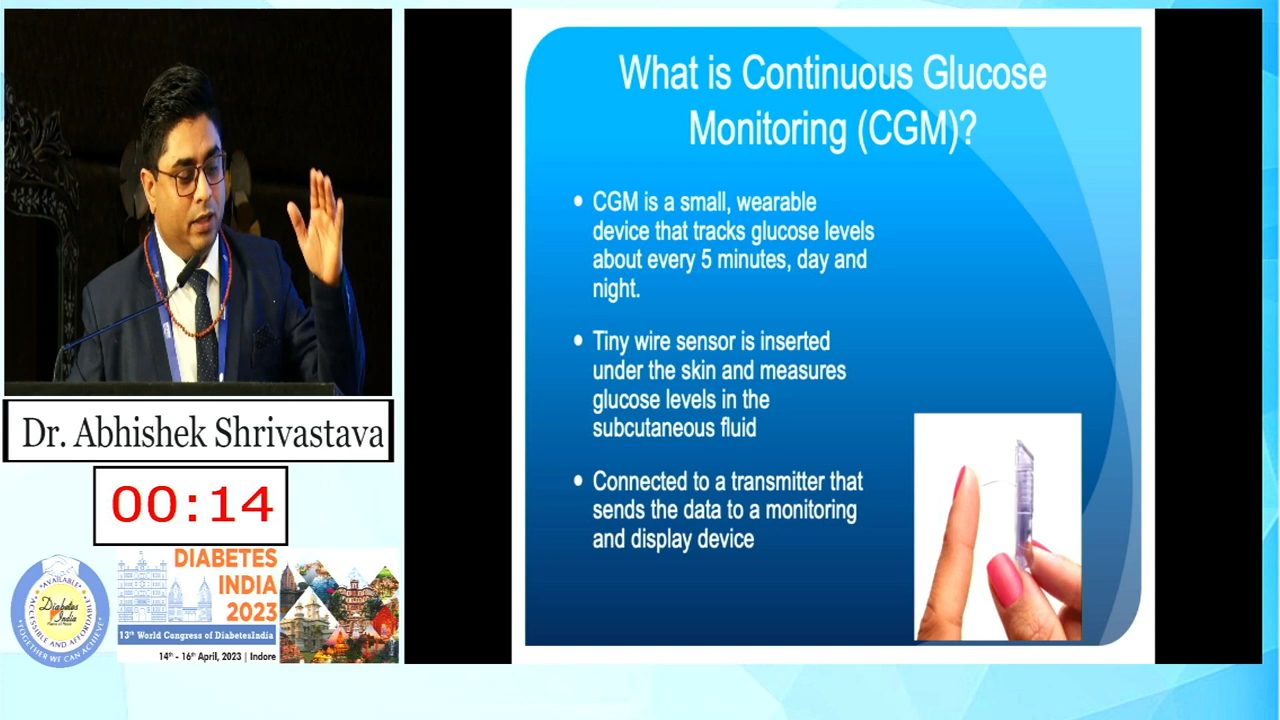 What is Continuous Glucose
Monitoring (CGM)?
• CGM is a small, wearable
device that tracks glucose levels
about every 5 minutes, day and
night.
• Tiny wire sensor is inserted
under the skin and measures
glucose levels in the
subcutaneous fluid
• Connected to a transmitter that
sends the data to a monitoring
and display device
Dr. Abhishek Shrivastava
00:14
AVAILABLE
ACCESSIBLE AND AFFORDABLE
Diabetes
India
TOGETHER WE CAN ACHIEVE
DIABETES
INDIA
2023
13th World Congress of DiabetesIndia
14th - 16th April, 2023 | Indore